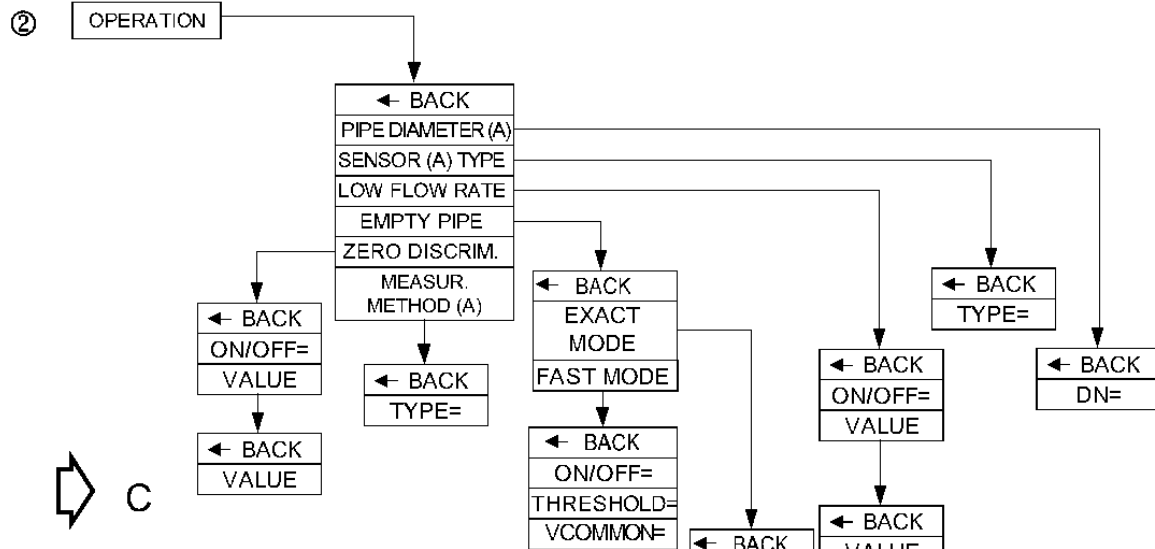 ② OPERATION
← BACK
PIPE DIAMETER (A)
SENSOR (A) TYPE
LOW FLOW RATE
EMPTY PIPE
ZERO DISCRIM.
MEASUR.
METHOD (A)
← BACK
ON/OFF=
VALUE
← BACK
VALUE
← BACK
TYPE=
← BACK
EXACT
MODE
FAST MODE
← BACK
ON/OFF=
THRESHOLD=
VCOMMON=
← BACK
← BACK
ON/OFF=
VALUE
← BACK
VALUE
← BACK
TYPE=
← BACK
DN=
C